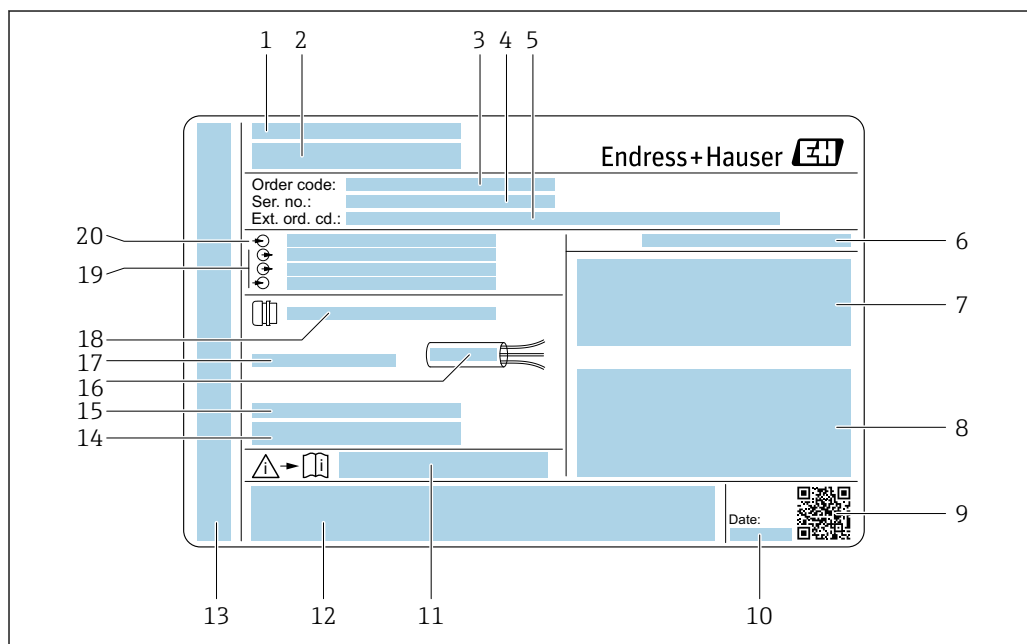 1 2 3 4 5
Endress+Hauser EH
Order code:
Ser. no.:
Ext. ord. cd.:
20
6
19
7
i
18
17
16
15
14
8
i i
Date:
9
13 12 11 10